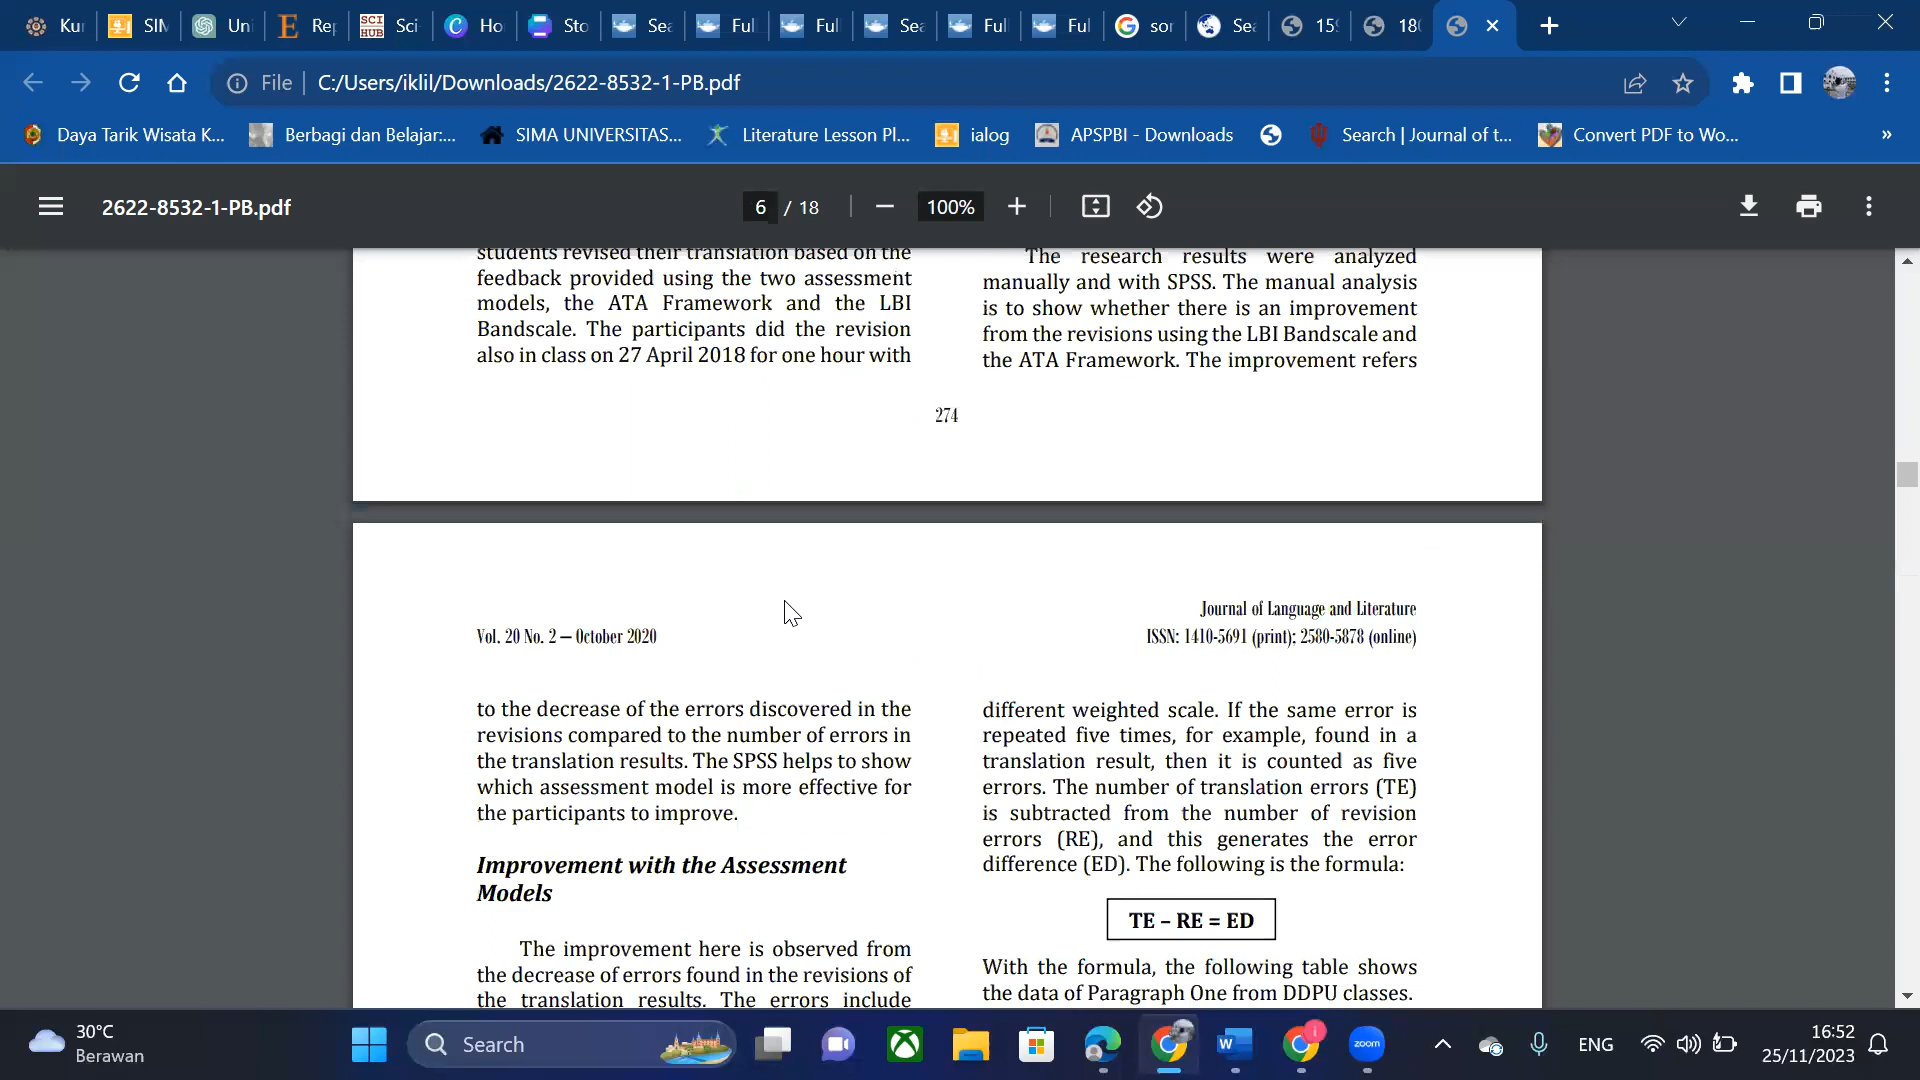 Kur
SIM
Uni
Rep
SCI HUB
Sci
Ho
Sto
Sea
Full
Full
Sea
Full
Ful
sor
Sea
159
180
File
C:/Users/iklil/Downloads/2622-8532-1-PB.pdf
Daya Tarik Wisata K...
Berbagi dan Belajar:...
SIMA UNIVERSITAS...
Literature Lesson Pl...
ialog
APSPBI - Downloads
Search | Journal of t...
Convert PDF to Wo...
»
2622-8532-1-PB.pdf
6 / 18
100%
students revised their translation based on the
feedback provided using the two assessment
models, the ATA Framework and the LBI
Bandscale. The participants did the revision
also in class on 27 April 2018 for one hour with
The research results were analyzed
manually and with SPSS. The manual analysis
is to show whether there is an improvement
from the revisions using the LBI Bandscale and
the ATA Framework. The improvement refers
274
Journal of Language and Literature
Vol. 20 No. 2 – October 2020
ISSN: 1410-5691 (print); 2580-5878 (online)
to the decrease of the errors discovered in the
revisions compared to the number of errors in
the translation results. The SPSS helps to show
which assessment model is more effective for
the participants to improve.
Improvement with the Assessment
Models
The improvement here is observed from
the decrease of errors found in the revisions of
the translation results. The errors include
different weighted scale. If the same error is
repeated five times, for example, found in a
translation result, then it is counted as five
errors. The number of translation errors (TE)
is subtracted from the number of revision
errors (RE), and this generates the error
difference (ED). The following is the formula:
TE – RE = ED
With the formula, the following table shows
the data of Paragraph One from DDPU classes.
30°C
Berawan
Search
zoom
ENG
16:52
25/11/2023